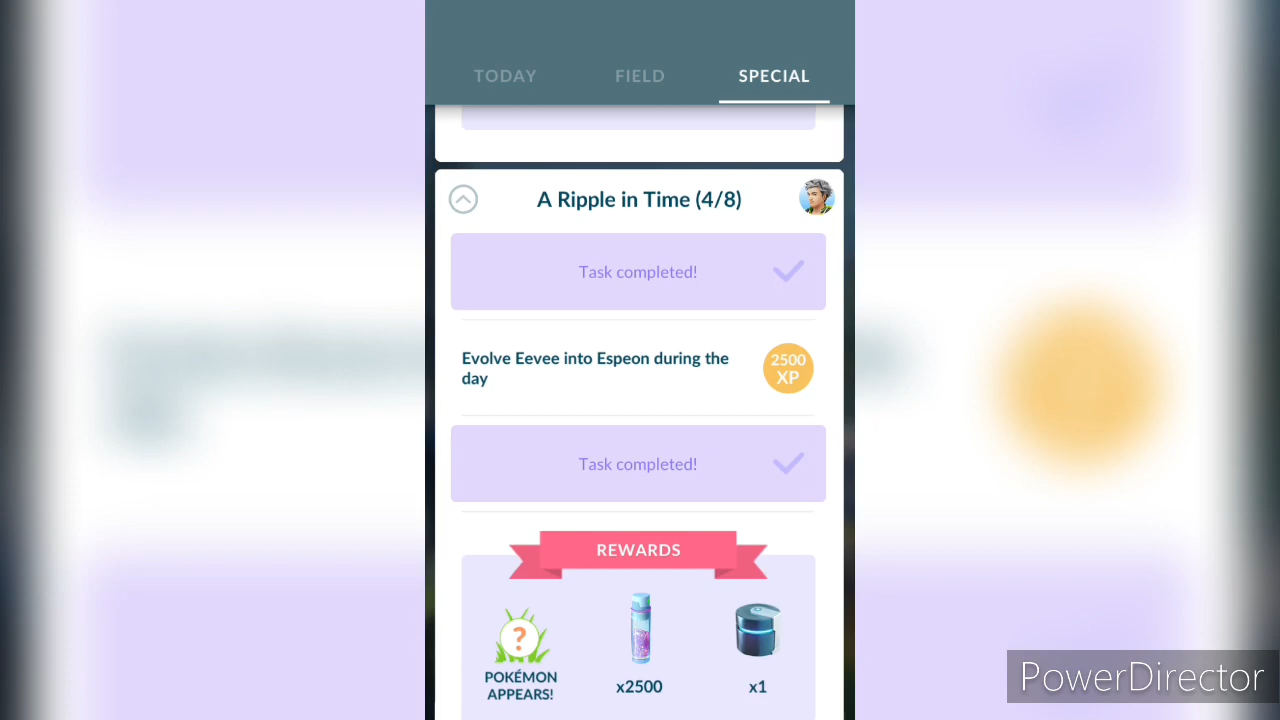 TODAY FIELD SPECIAL
A Ripple in Time (4/8)
Task completed!
Evolve Eevee into Espeon during the
day
2500
XP
Task completed!
REWARDS
?
POKÉMON
APPEARS!
x2500
x1
PowerDirector